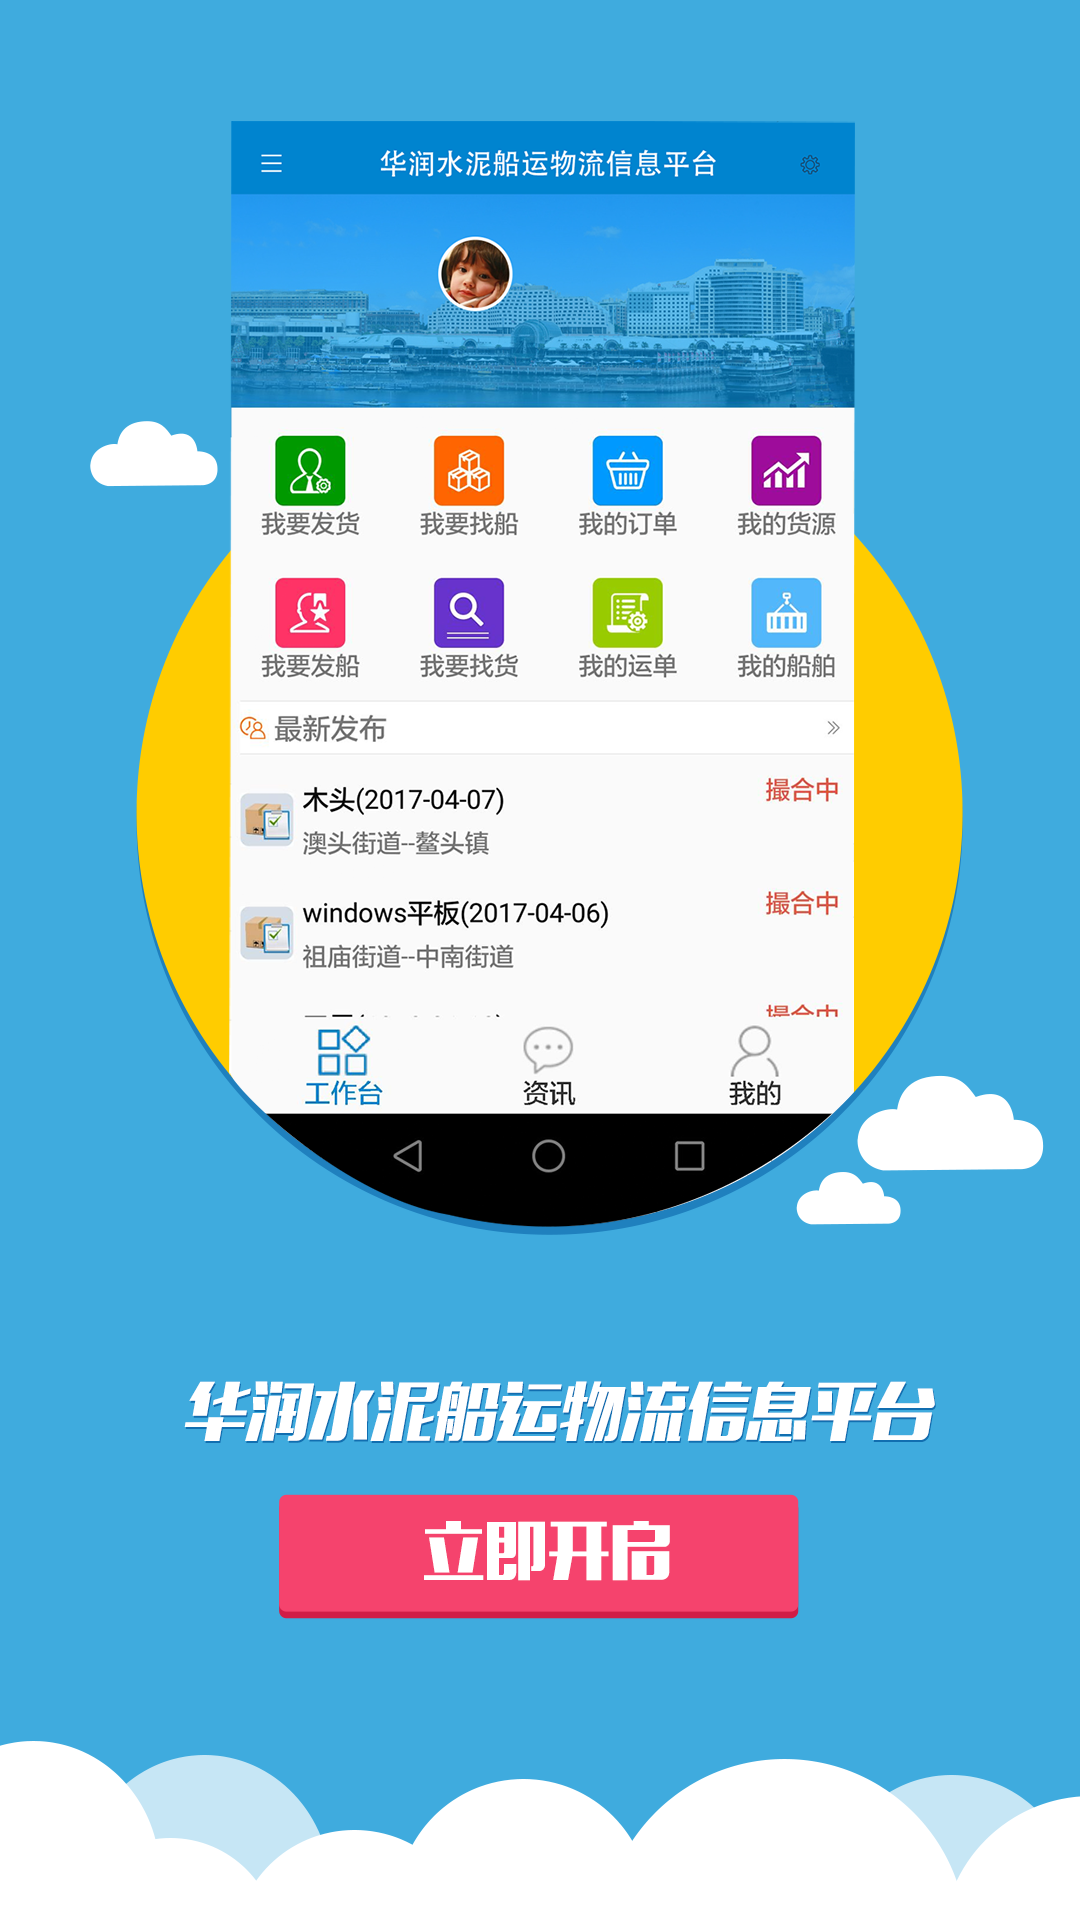 华润水泥船运物流信息平台
我要发货 我要找船 我的订单 我的货源
我要发船 我要找货 我的运单 我的船舶
最新发布
木头(2017-04-07) 撮合中
澳头街道--鳌头镇
windows平板(2017-04-06) 撮合中
祖庙街道--中南街道
撮合中
工作台 资讯 我的
华润水泥船运物流信息平台
立即开启